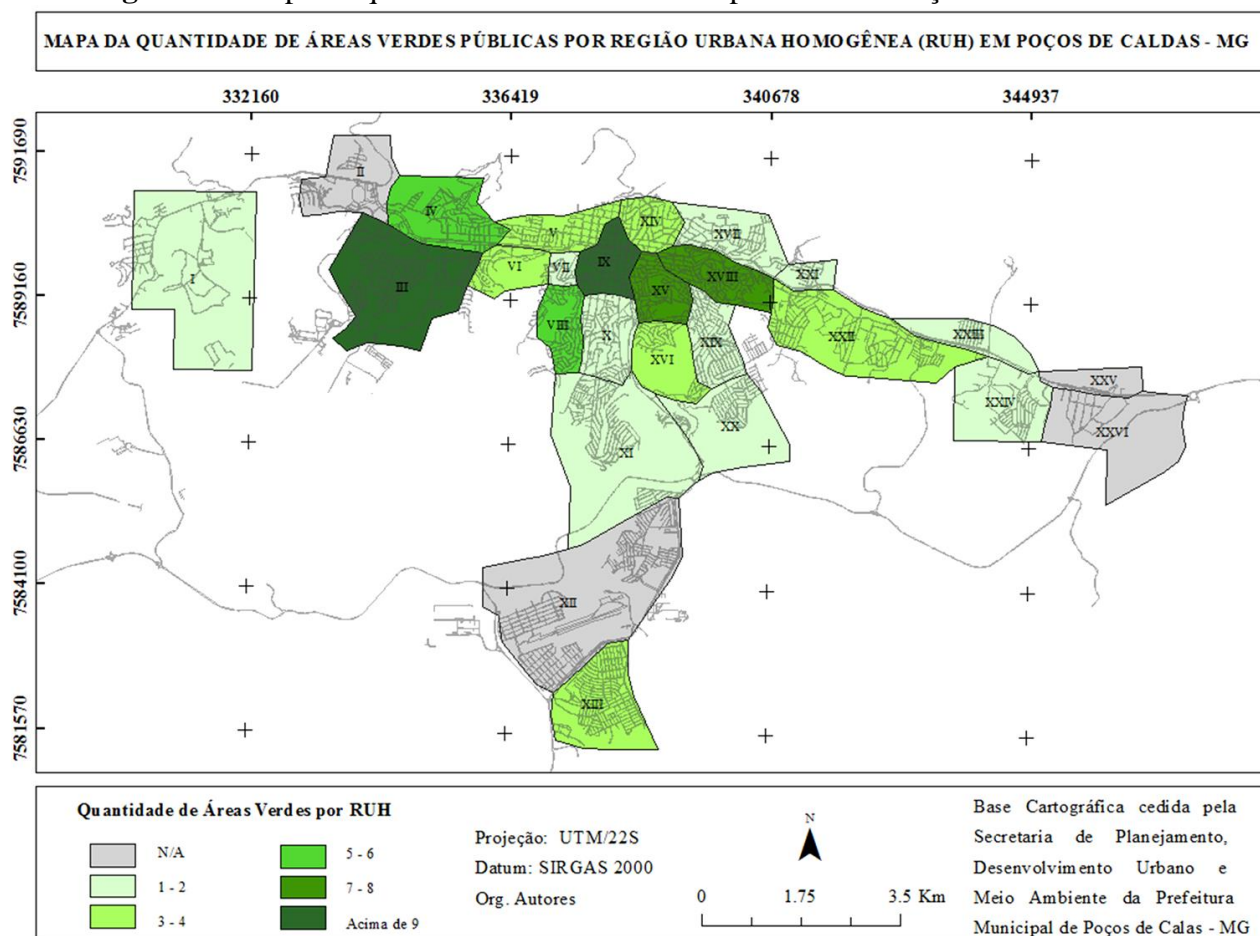 MAPA DA QUANTIDADE DE ÁREAS VERDES PÚBLICAS POR REGIÃO URBANA HOMOGÊNEA (RUH) EM POÇOS DE CALDAS - MG
332160 336419 340678 344937
7591690
7589160
7586630
7584100
7581570
II
IV
I
III
V
XIV
XVII
VI
VII
IX
XVIII
XXI
XV
VIII
X
XVI
XIX
XXII
XXIII
XXV
XXIV
XXVI
XX
XI
XII
XIII
Quantidade de Áreas Verdes por RUH
N/A
1 - 2
3 - 4
5 - 6
7 - 8
Acima de 9
Projeção: UTM/22S
Datum: SIRGAS 2000
Org. Autores
N
0 1.75 3.5 Km
Base Cartográfica cedida pela
Secretaria de Planejamento,
Desenvolvimento Urbano e
Meio Ambiente da Prefeitura
Municipal de Poços de Calas - MG